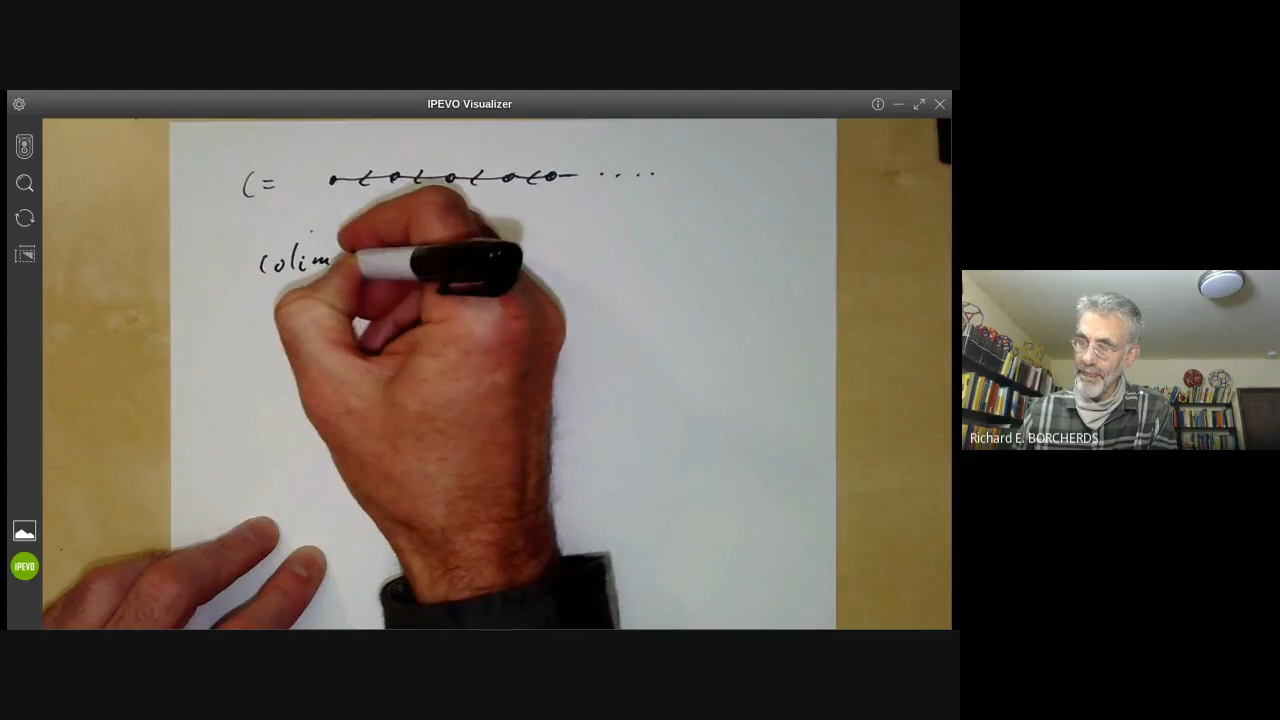 IPEVO Visualizer
C = ....
colim
Richard E. BORCHERDS
IPEVO